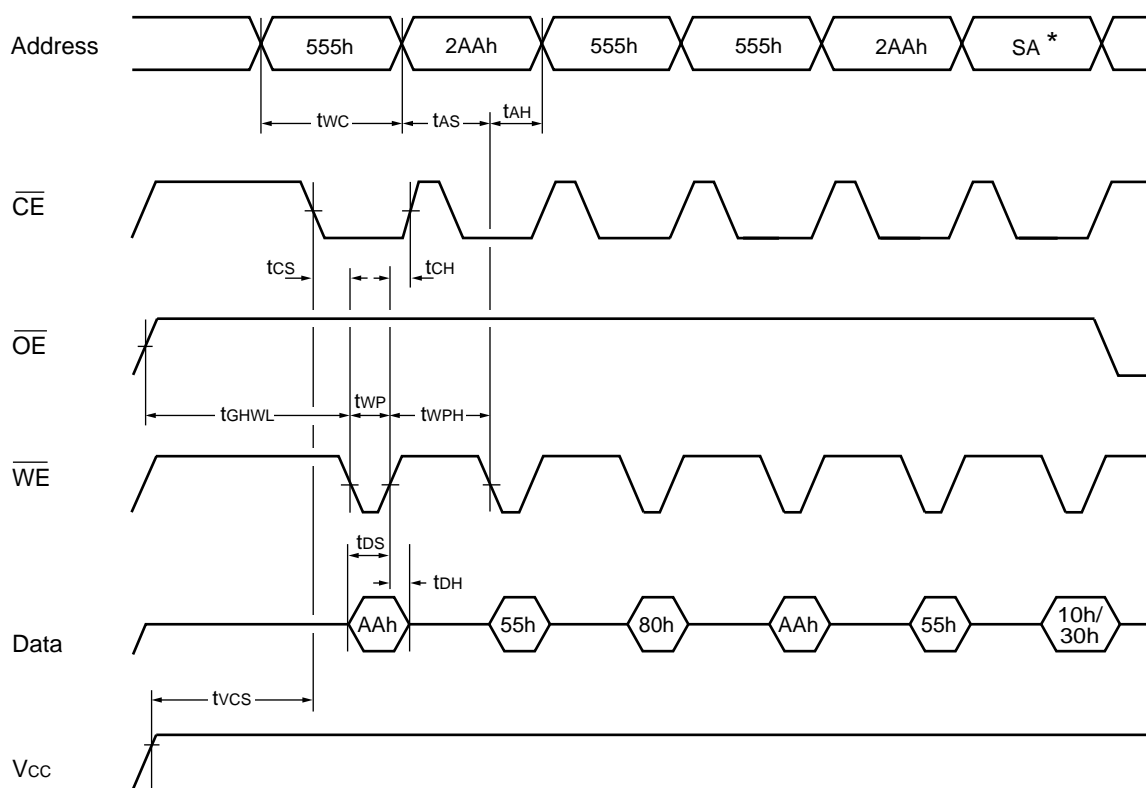 Address
555h 2AAh 555h 555h 2AAh SA *
tWC tAS tAH
CE
tCS tCH
OE
tGHWL tWP tWPH
WE
tDS
tDH
Data
AAh 55h 80h AAh 55h 10h/
30h
tVCS
VCC